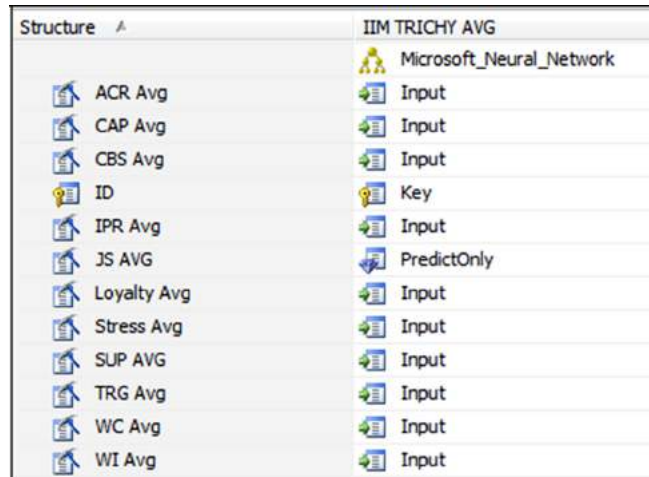 Structure IIM TRICHY AVG
Microsoft_Neural_Network
ACR Avg Input
CAP Avg Input
CBS Avg Input
ID Key
IPR Avg Input
JS AVG PredictOnly
Loyalty Avg Input
Stress Avg Input
SUP AVG Input
TRG Avg Input
WC Avg Input
WI Avg Input